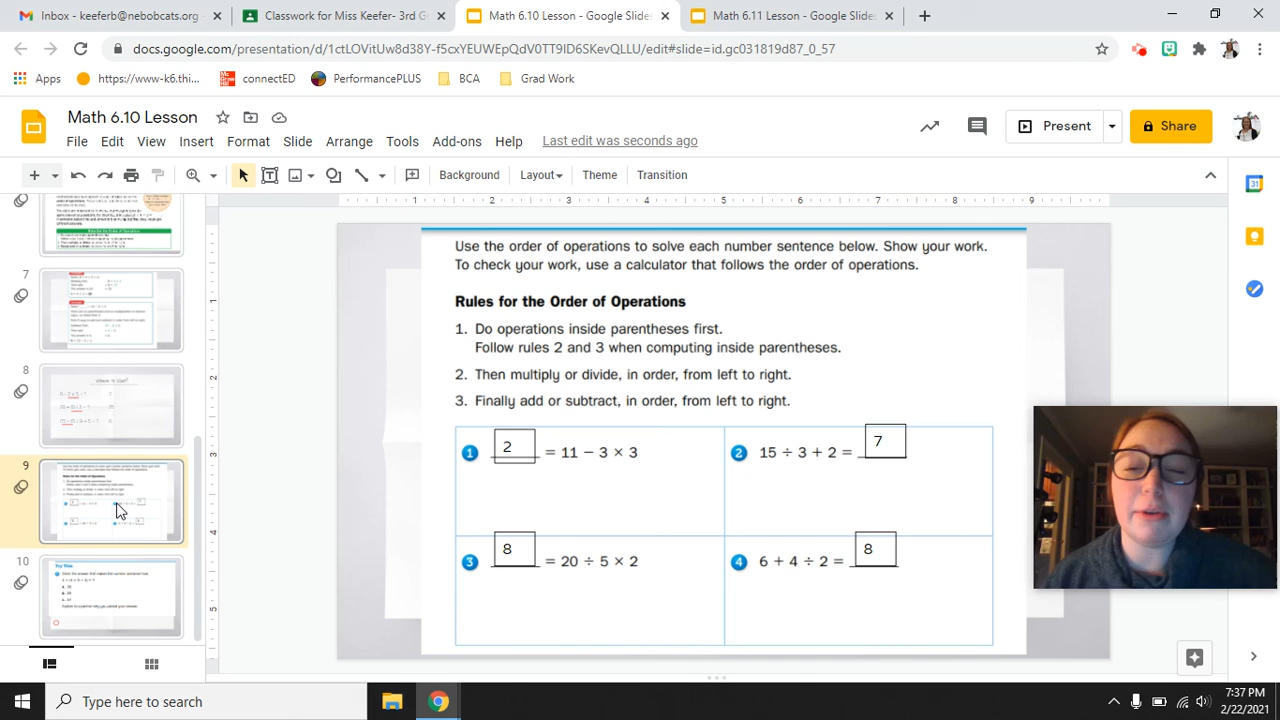 Inbox - keeferb@nebobcats.org -
Classwork for Miss Keefer- 3rd G
Math 6.10 Lesson - Google Slides
Math 6.11 Lesson - Google Slides
docs.google.com/presentation/d/1ctLOVitUw8d38Y-f5cxYEUWEpQdV0TT9ID6SKevQLLU/edit#slide=id.gc031819d87_0_57
Apps
https://www-k6.thi...
connectED
PerformancePLUS
BCA
Grad Work
Math 6.10 Lesson
File Edit View Insert Format Slide Arrange Tools Add-ons Help Last edit was seconds ago
Present
Share
Background Layout Theme Transition
Use the order of operations to solve each number sentence below. Show your work.
To check your work, use a calculator that follows the order of operations.
Rules for the Order of Operations
1. Do operations inside parentheses first.
Follow rules 2 and 3 when computing inside parentheses.
2. Then multiply or divide, in order, from left to right.
3. Finally add or subtract, in order, from left to right.
1 2 = 11 − 3 × 3
2 15 ÷ 3 + 2 = 7
3 8 = 20 ÷ 5 × 2
4 6 + 4 ÷ 2 = 8
7
8
9
10
Try This
Type here to search
7:37 PM
2/22/2021